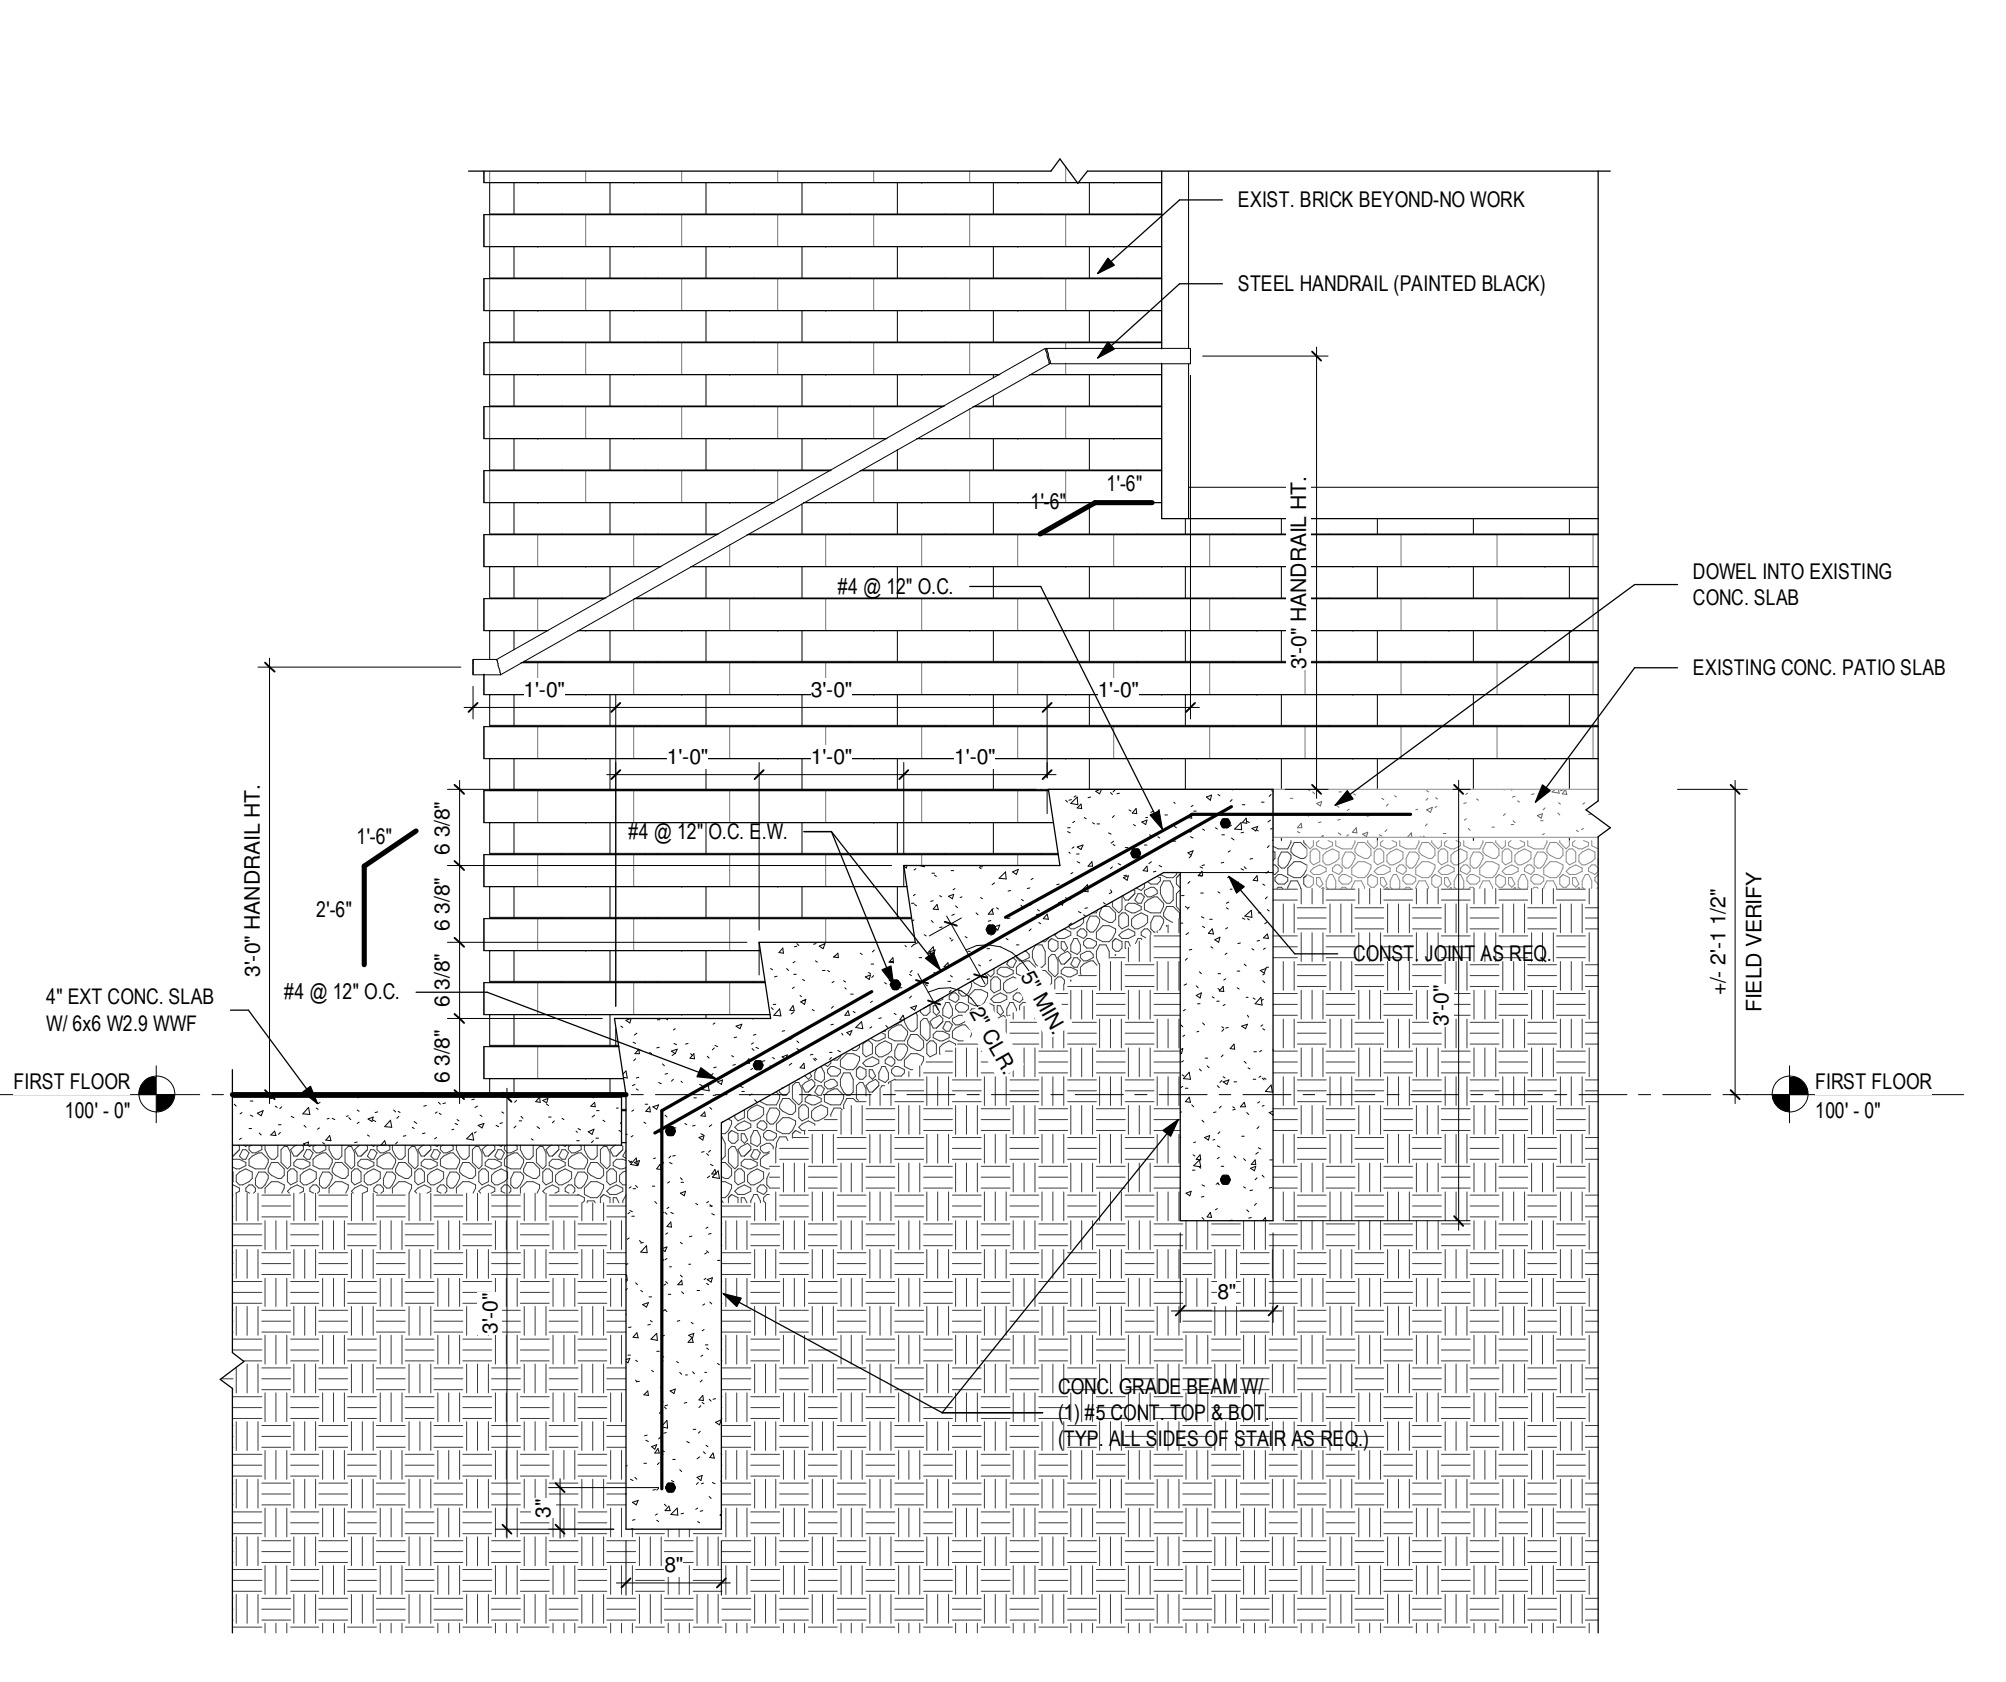 EXIST. BRICK BEYOND-NO WORK
STEEL HANDRAIL (PAINTED BLACK)
1'-6"
1'-6"
3'-0" HANDRAIL HT.
#4 @ 12" O.C.
DOWEL INTO EXISTING
CONC. SLAB
EXISTING CONC. PATIO SLAB
1'-0"
3'-0"
1'-0"
1'-0"
1'-0"
1'-0"
3'-0" HANDRAIL HT.
1'-6"
2'-6"
6 3/8"
6 3/8"
6 3/8"
6 3/8"
#4 @ 12" O.C. E.W.
#4 @ 12" O.C.
4" EXT CONC. SLAB
W/ 6x6 W2.9 WWF
5" MIN.
2" CLR.
CONST. JOINT AS REQ.
3'-0"
+/- 2'-1 1/2"
FIELD VERIFY
FIRST FLOOR
100' - 0"
FIRST FLOOR
100' - 0"
3'-0"
8"
CONC. GRADE BEAM W/
(1) #5 CONT. TOP & BOT.
(TYP. ALL SIDES OF STAIR AS REQ.)
3"
8"